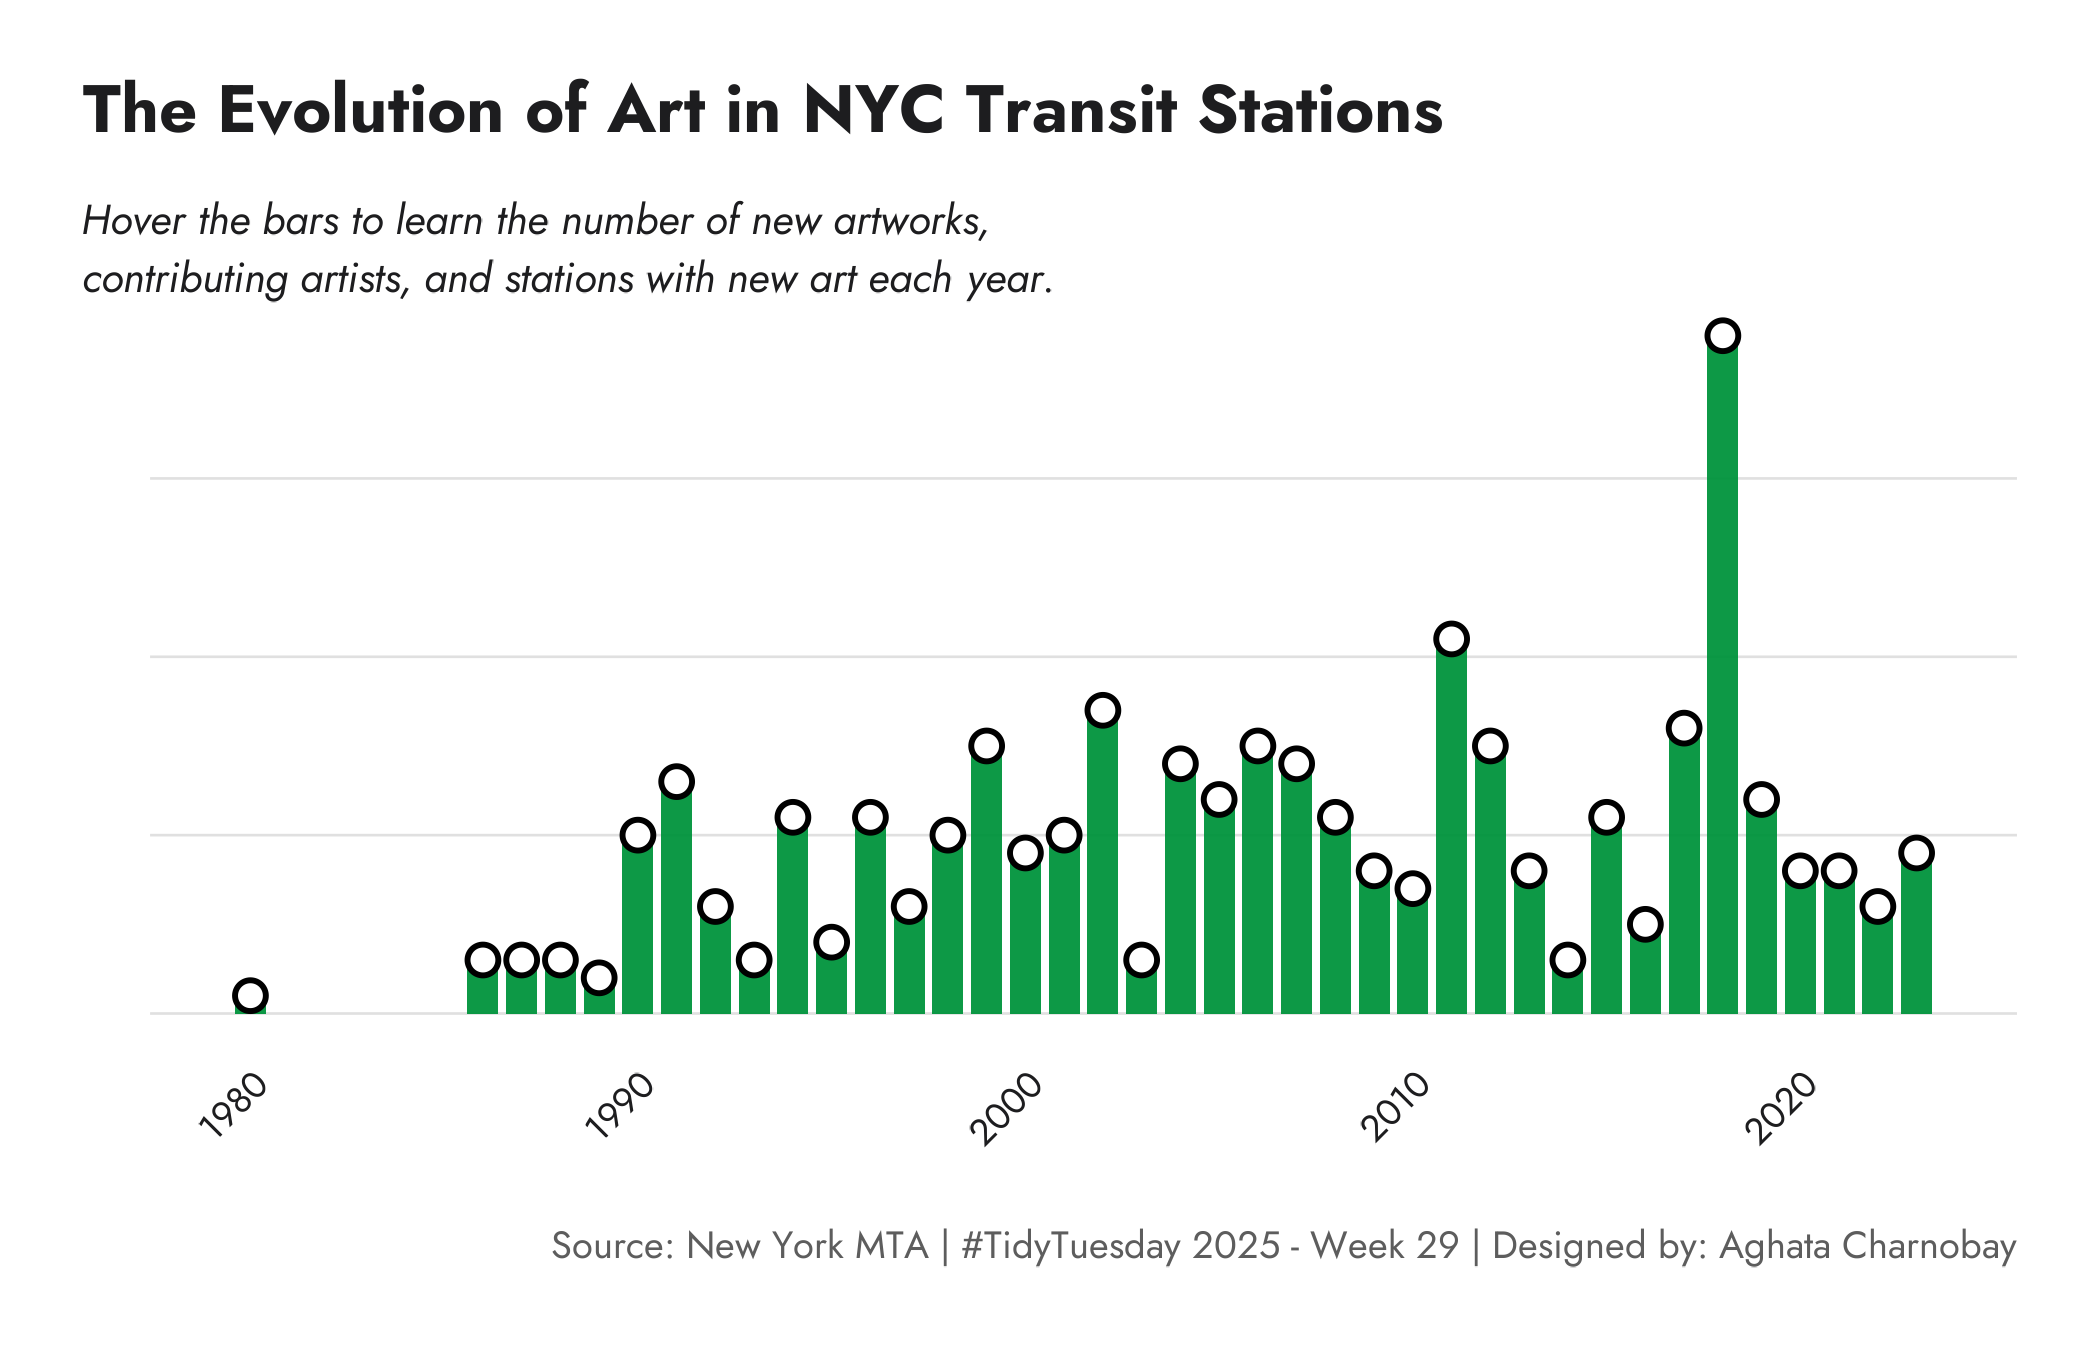 The Evolution of Art in NYC Transit Stations
Hover the bars to learn the number of new artworks,
contributing artists, and stations with new art each year.
1980
1990
2000
2010
2020
Source: New York MTA | #TidyTuesday 2025 - Week 29 | Designed by: Aghata Charnobay